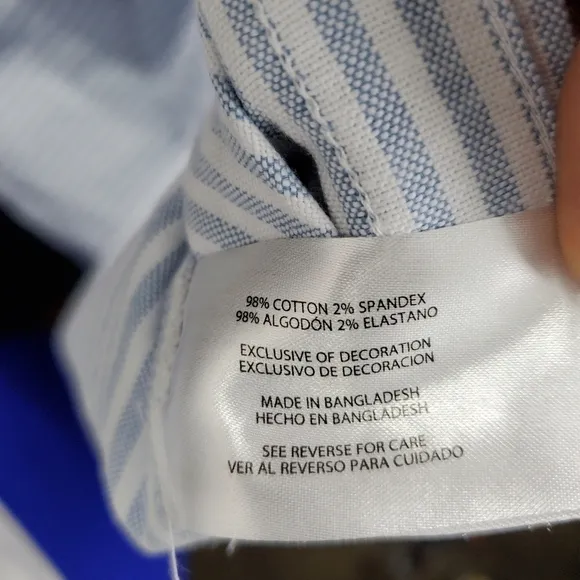 98% COTTON 2% SPANDEX
98% ALGODÓN 2% ELASTANO
EXCLUSIVE OF DECORATION
EXCLUSIVO DE DECORACION
MADE IN BANGLADESH
HECHO EN BANGLADESH
SEE REVERSE FOR CARE
VER AL REVERSO PARA CUIDADO